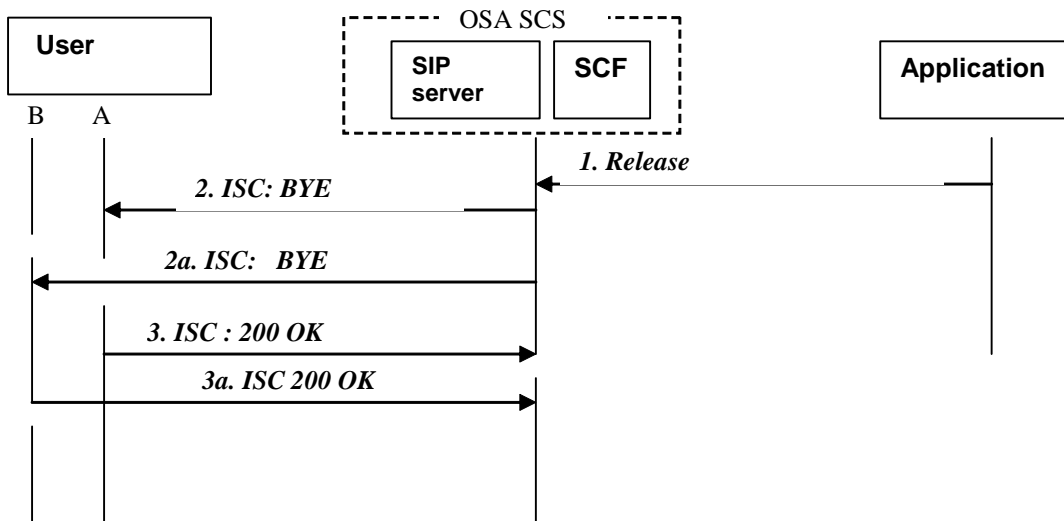 OSA SCS
User
SIP
server
SCF
Application
B A
1. Release
2. ISC: BYE
2a. ISC: BYE
3. ISC : 200 OK
3a. ISC 200 OK